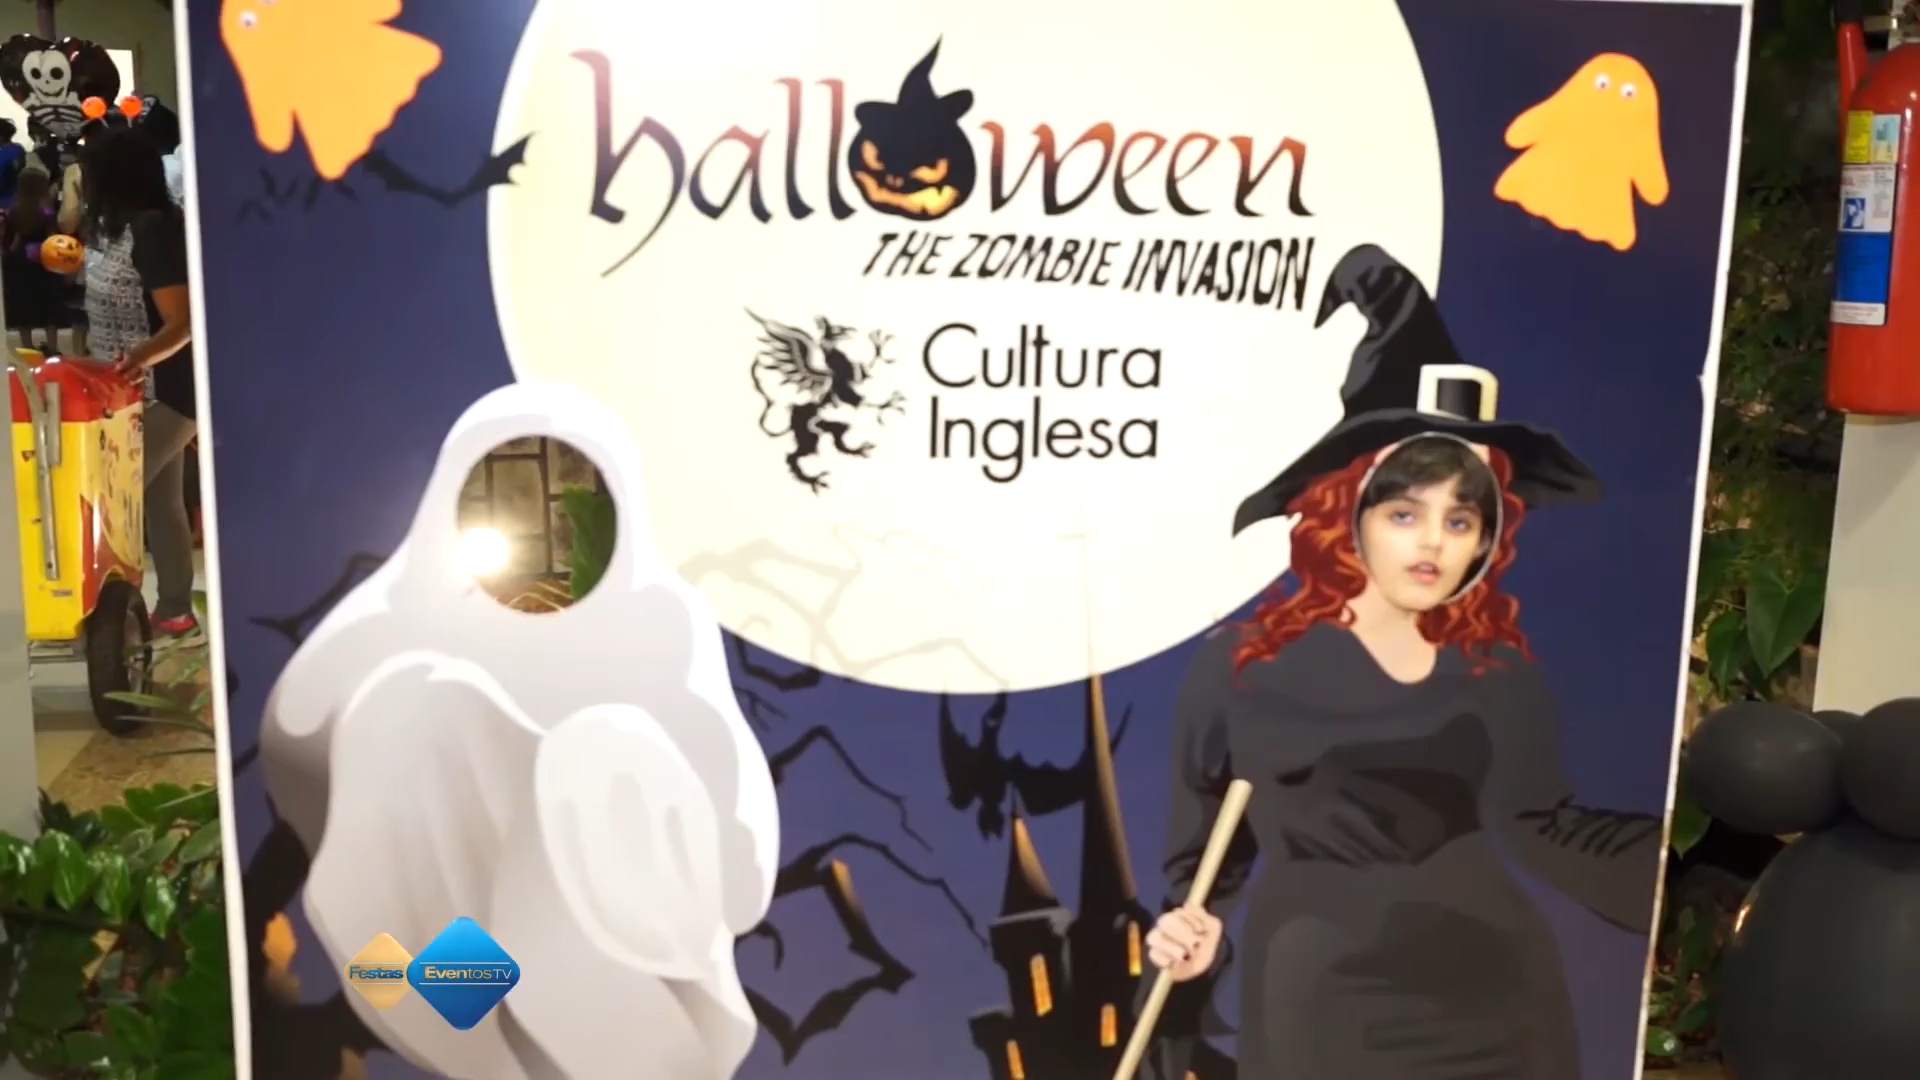 halloween
THE ZOMBIE INVASION
Cultura
Inglesa
Festas EventosTV